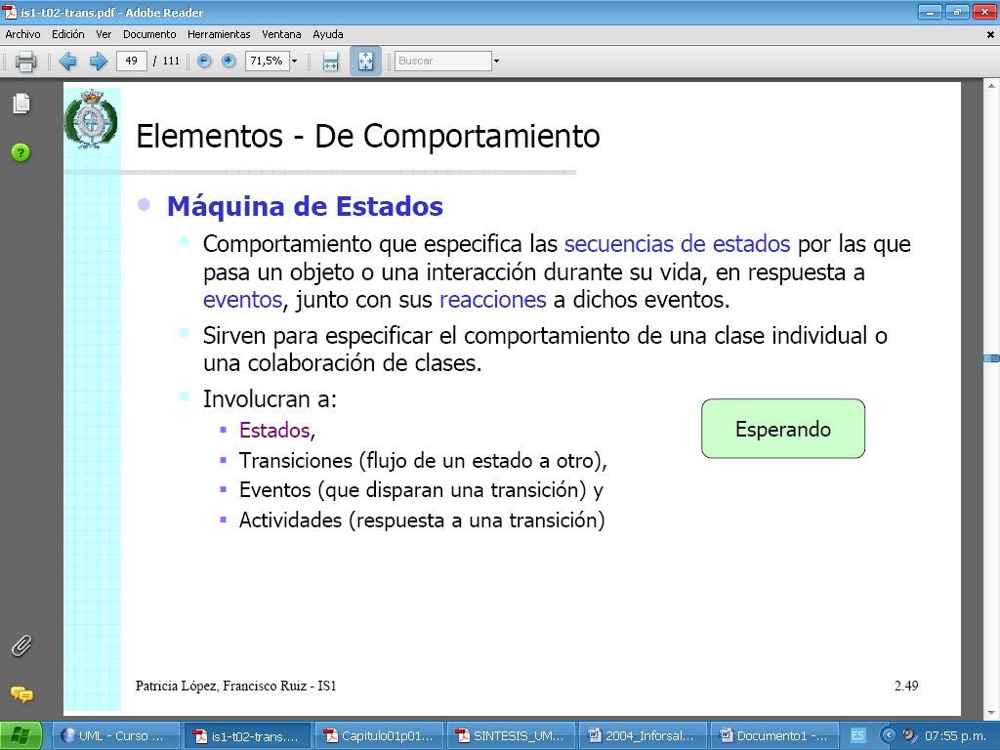 is1-t02-trans.pdf - Adobe Reader
Archivo Edición Ver Documento Herramientas Ventana Ayuda
49 / 111 71,5% Buscar
Elementos - De Comportamiento
Máquina de Estados
Comportamiento que especifica las secuencias de estados por las que
pasa un objeto o una interacción durante su vida, en respuesta a
eventos, junto con sus reacciones a dichos eventos.
Sirven para especificar el comportamiento de una clase individual o
una colaboración de clases.
Involucran a:
Estados,
Transiciones (flujo de un estado a otro),
Eventos (que disparan una transición) y
Actividades (respuesta a una transición)
Esperando
Patricia López, Francisco Ruiz - IS1 2.49
UML - Curso ... is1-t02-trans.... Capitulo01p01... SINTESIS_UM... 2004_Inforsal... Documento1 -... ES 07:55 p.m.